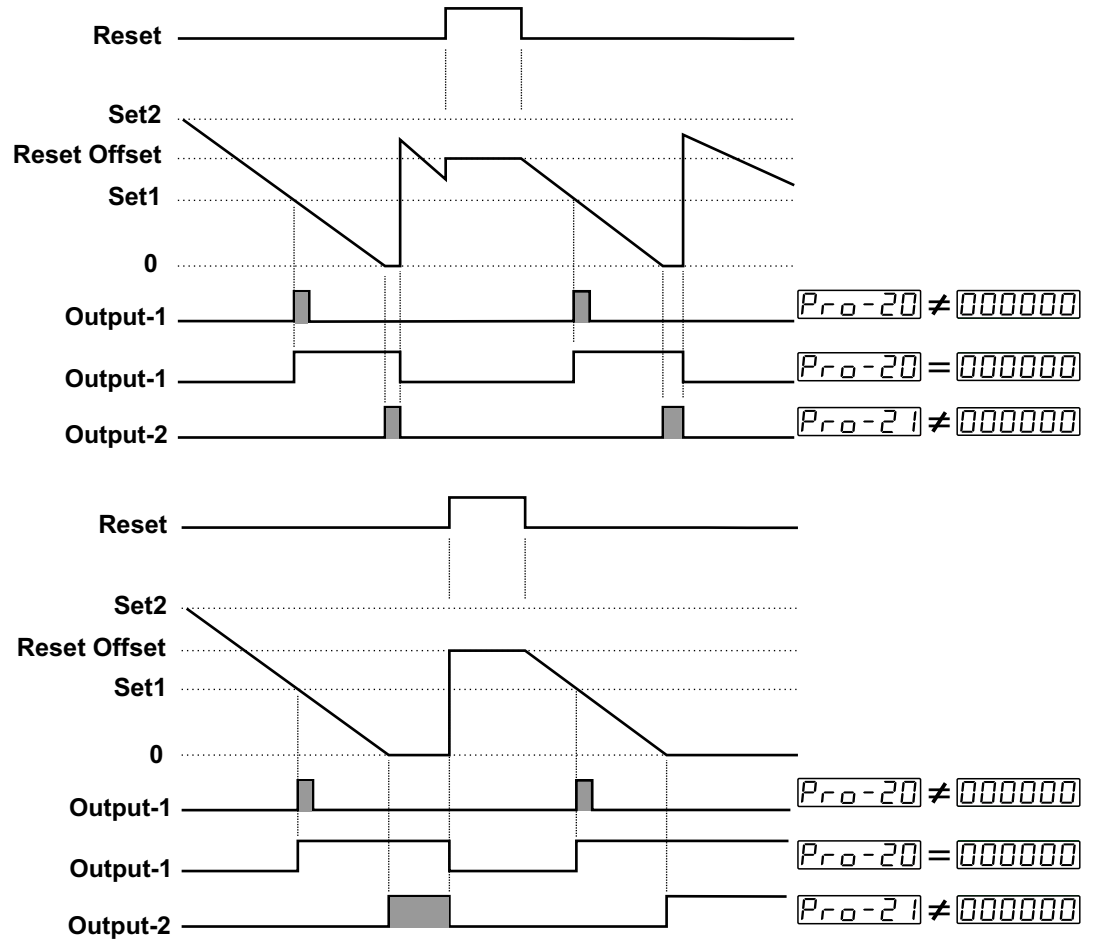 Reset
Set2
Reset Offset
Set1
0
Output-1 Pro-20 ≠ 000000
Output-1 Pro-20 = 000000
Output-2 Pro-21 ≠ 000000
Reset
Set2
Reset Offset
Set1
0
Output-1 Pro-20 ≠ 000000
Output-1 Pro-20 = 000000
Output-2 Pro-21 ≠ 000000